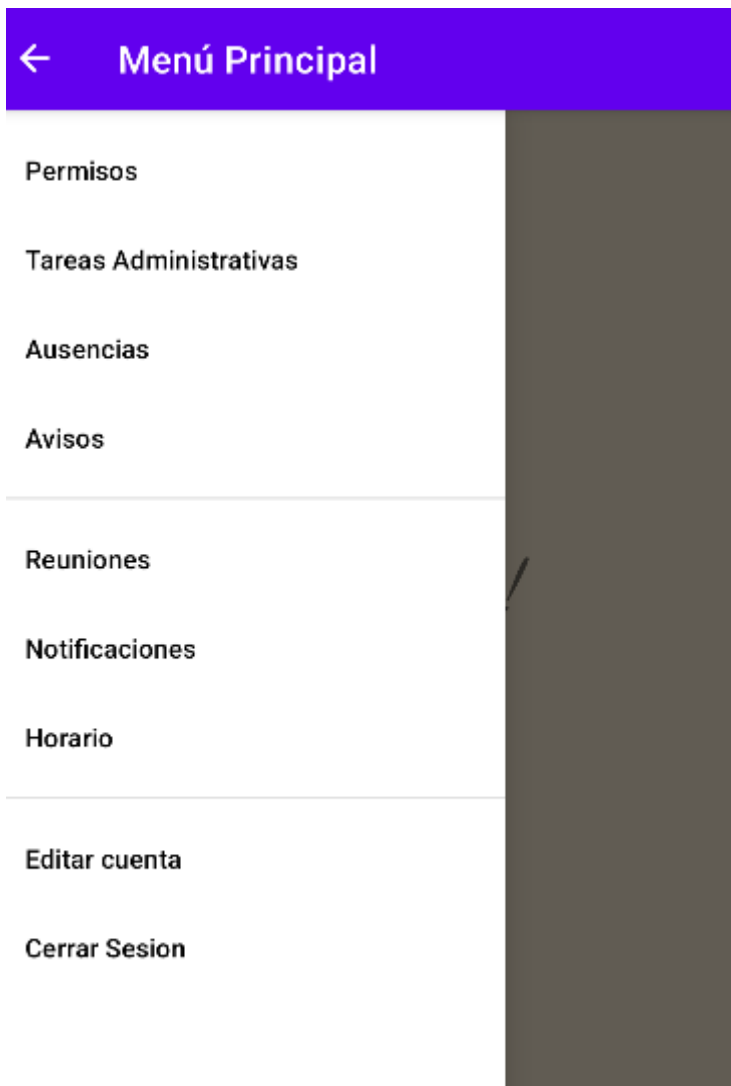 Menú Principal
Permisos
Tareas Administrativas
Ausencias
Avisos
Reuniones
Notificaciones
Horario
Editar cuenta
Cerrar Sesion